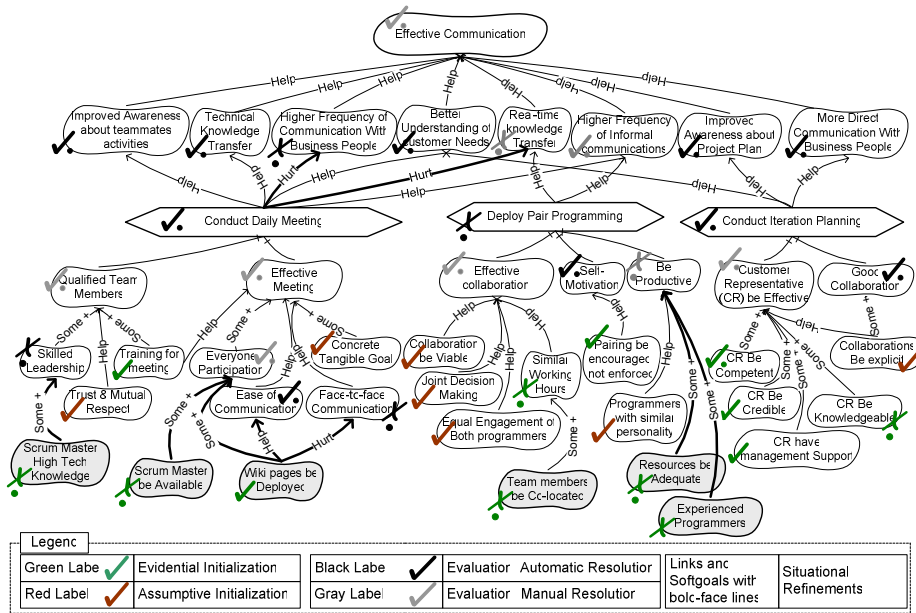 Effective Communication
Help
Help
Help
Help
Help
Help
Help
Help
Improved Awareness
about teammates
activities
Technical
Knowledge
Transfer
Higher Frequency of
Communication With
Business People
Better
Understanding of
Customer Needs
Rea-time
knowledge
Transfer
Higher Frequency
of Informal
communications
Improved
Awareness about
Project Plan
More Direct
Communication With
Business People
Help
Help
Hurt
Help
Hurt
Help
Help
Help
Help
Help
Help
Conduct Daily Meeting
Deploy Pair Programming
Conduct Iteration Planning
Qualified Team
Members
Effective
Meeting
Effective
collaboration
Self-
Motivation
Be
Productive
Customer
Representative
(CR) be Effective
Good
Collaboration
Some +
Help
Some +
Help
Some +
Help
Help
Some +
Help
Help
Help
Help
Help
Some +
Some +
Some +
Some +
Help
Some +
Skilled
Leadership
Training for
meeting
Trust & Mutual
Respect
Everyone
Participation
Concrete
Tangible Goal
Ease of
Communication
Face-to-face
Communication
Collaboration
be Viable
Joint Decision
Making
Equal Engagement of
Both programmers
Similar
Working
Hours
Pairing be
encouraged
not enforced
Programmers
with similar
personality
CR Be
Competent
CR Be
Credible
CR have
management Support
CR Be
Knowledgeable
Collaborations
Be explicit
Some +
Some +
Some +
Help
Hurt
Some +
Some +
Some +
Scrum Master
High Tech
Knowledge
Scrum Master
be Available
Wiki pages be
Deployed
Team members
be Co-located
Resources be
Adequate
Experienced
Programmers
Legend
Green Label
Evidential Initialization
Black Label
Evaluation Automatic Resolution
Red Label
Assumptive Initialization
Gray Label
Evaluation Manual Resolution
Links and
Softgoals with
bold-face lines
Situational
Refinements